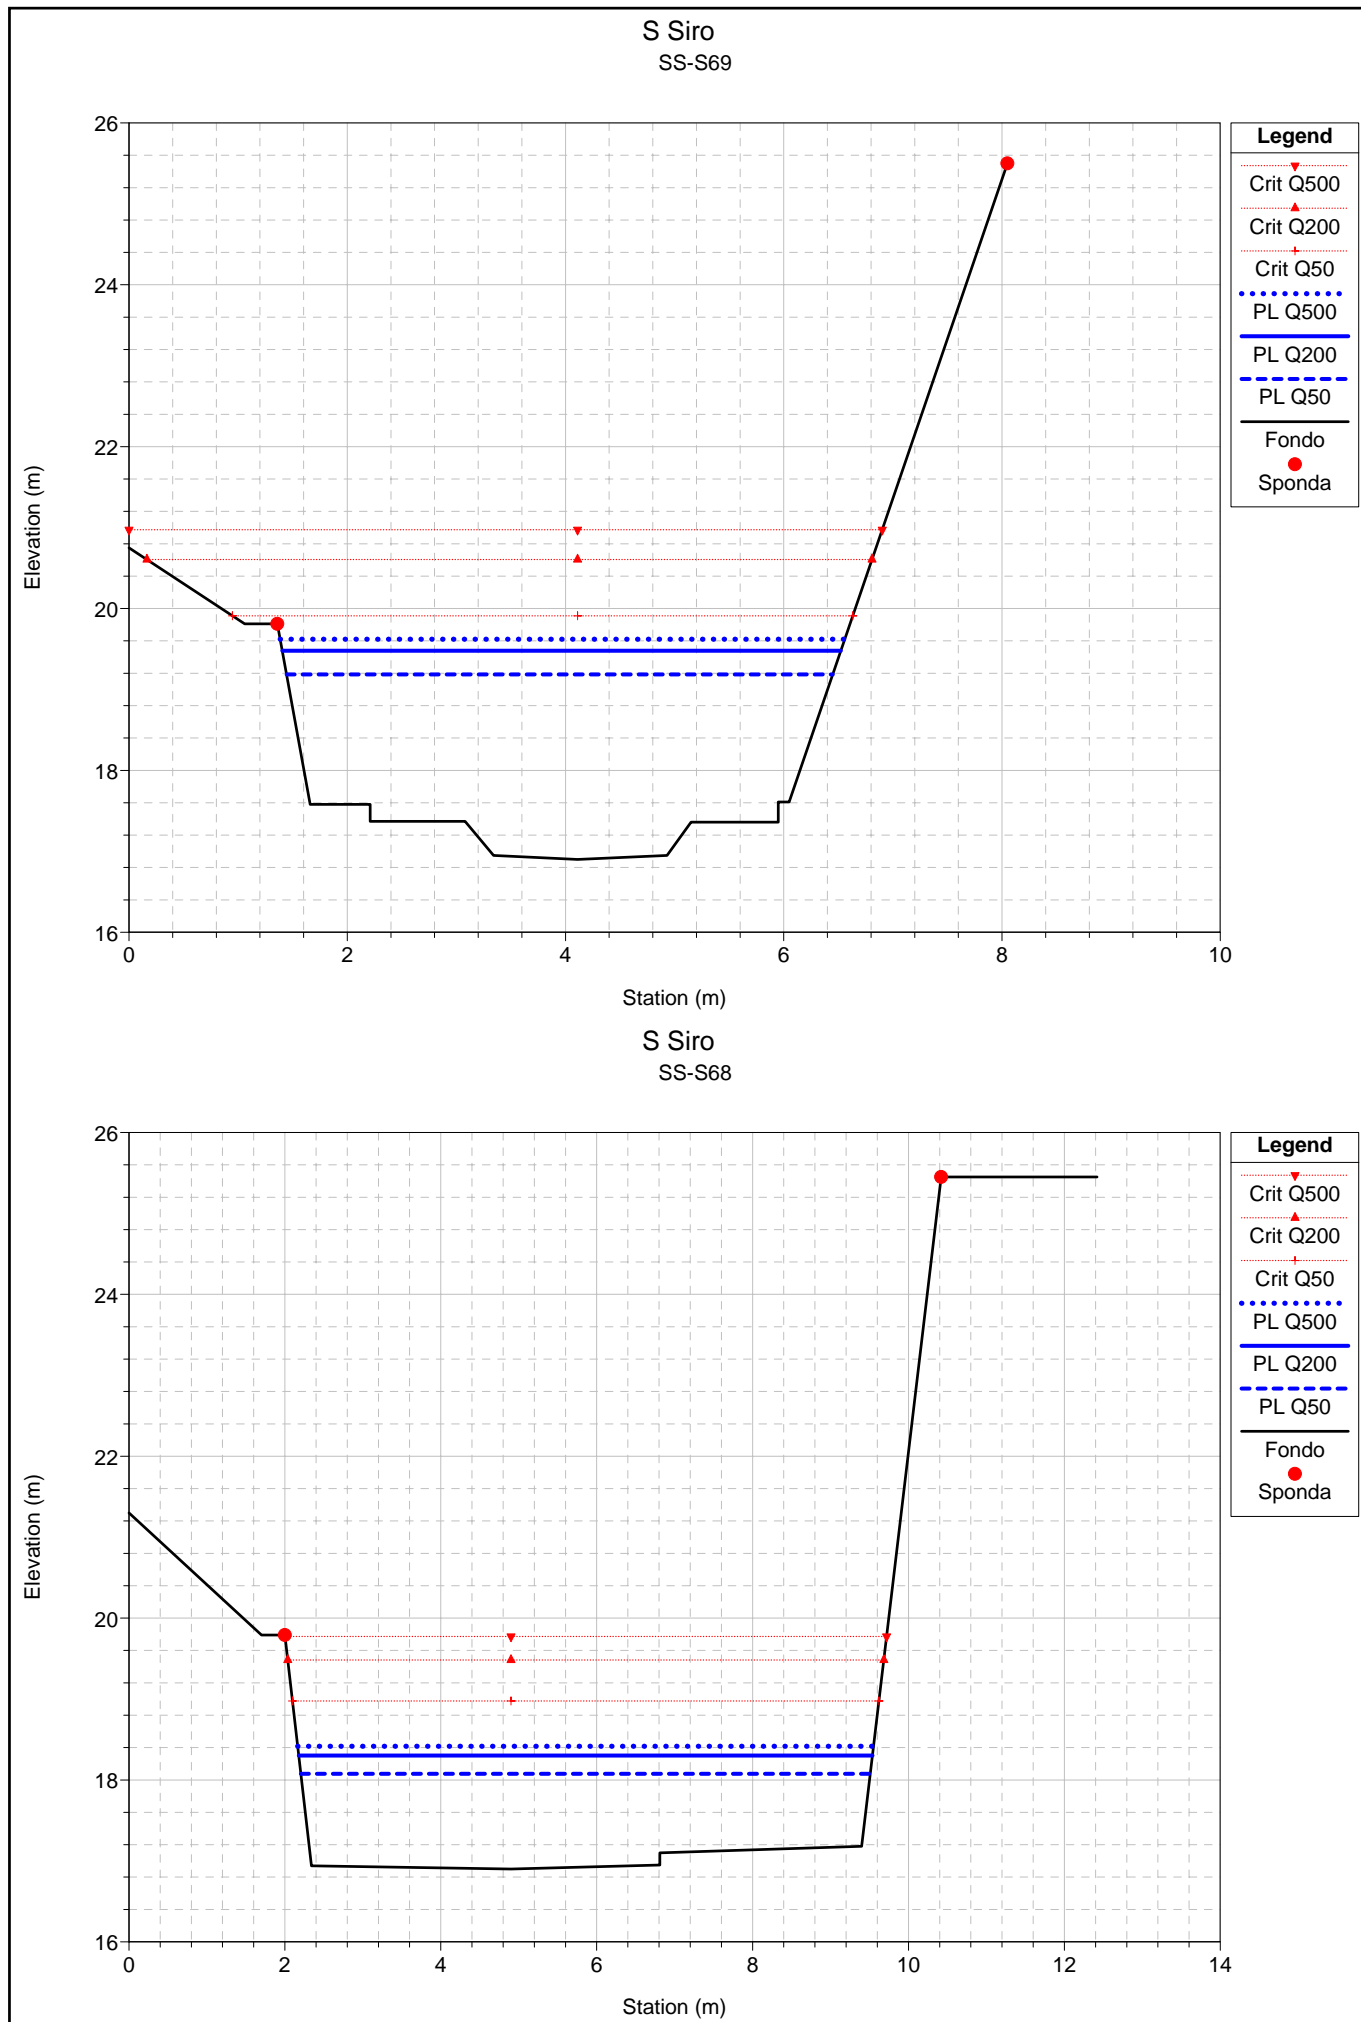 S Siro
SS-S69
26
24
22
20
18
16
0 2 4 6 8 10
Elevation (m)
Station (m)
Legend
Crit Q500
Crit Q200
Crit Q50
PL Q500
PL Q200
PL Q50
Fondo
Sponda
S Siro
SS-S68
26
24
22
20
18
16
0 2 4 6 8 10 12 14
Elevation (m)
Station (m)
Legend
Crit Q500
Crit Q200
Crit Q50
PL Q500
PL Q200
PL Q50
Fondo
Sponda